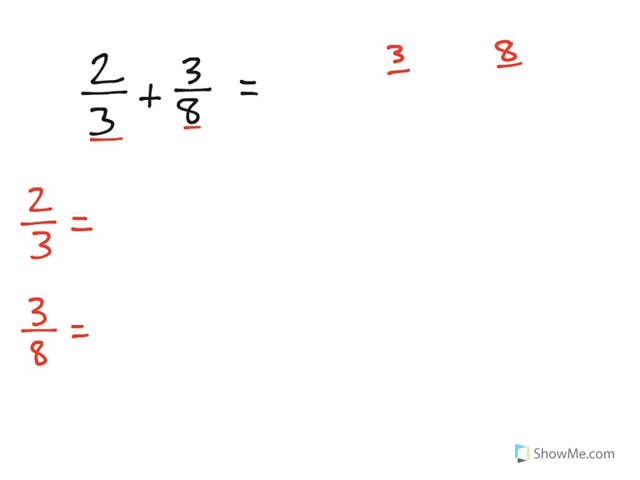 2/3 + 3/8 =
3 8
2/3 =
3/8 =
ShowMe.com